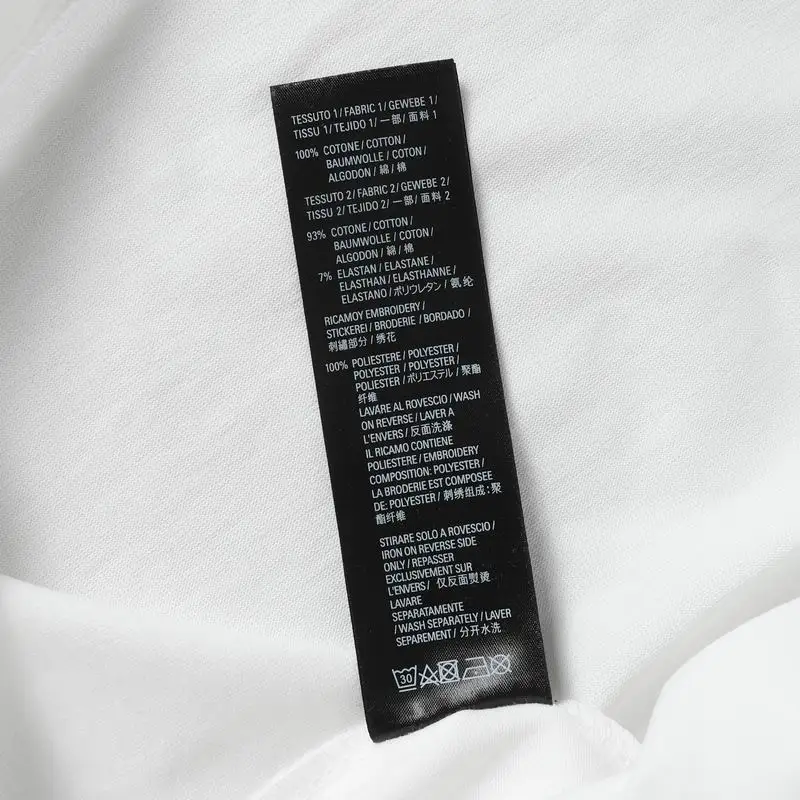 TESSUTO 1/ FABRIC 1/ GEWEBE 1/
TISSU 1/ TEJIDO 1/ 一部/ 面料 1
100% COTONE / COTTON /
BAUMWOLLE / COTON /
ALGODON / 綿 / 棉
TESSUTO 2/ FABRIC 2/ GEWEBE 2/
TISSU 2/ TEJIDO 2/ 一部/ 面料 2
93% COTONE / COTTON /
BAUMWOLLE / COTON /
ALGODON / 綿 / 棉
7% ELASTAN / ELASTANE /
ELASTHAN / ELASTHANNE /
ELASTANO / ポリウレタン / 氨纶
RICAMOY EMBROIDERY /
STICKEREI / BRODERIE / BORDADO /
刺繡部分 / 绣花
100% POLIESTERE / POLYESTER /
POLYESTER / POLYESTER /
POLIESTER / ポリエステル / 聚酯
纤维
LAVARE AL ROVESCIO / WASH
ON REVERSE / LAVER A
L'ENVERS / 反面洗涤
IL RICAMO CONTIENE
POLIESTERE / EMBROIDERY
COMPOSITION: POLYESTER /
LA BRODERIE EST COMPOSEE
DE: POLYESTER / 刺绣组成: 聚
酯纤维
STIRARE SOLO A ROVESCIO /
IRON ON REVERSE SIDE
ONLY / REPASSER
EXCLUSIVEMENT SUR
L'ENVERS / 仅反面熨烫
LAVARE
SEPARATAMENTE
/ WASH SEPARATELY / LAVER
SEPAREMENT / 分开水洗
30